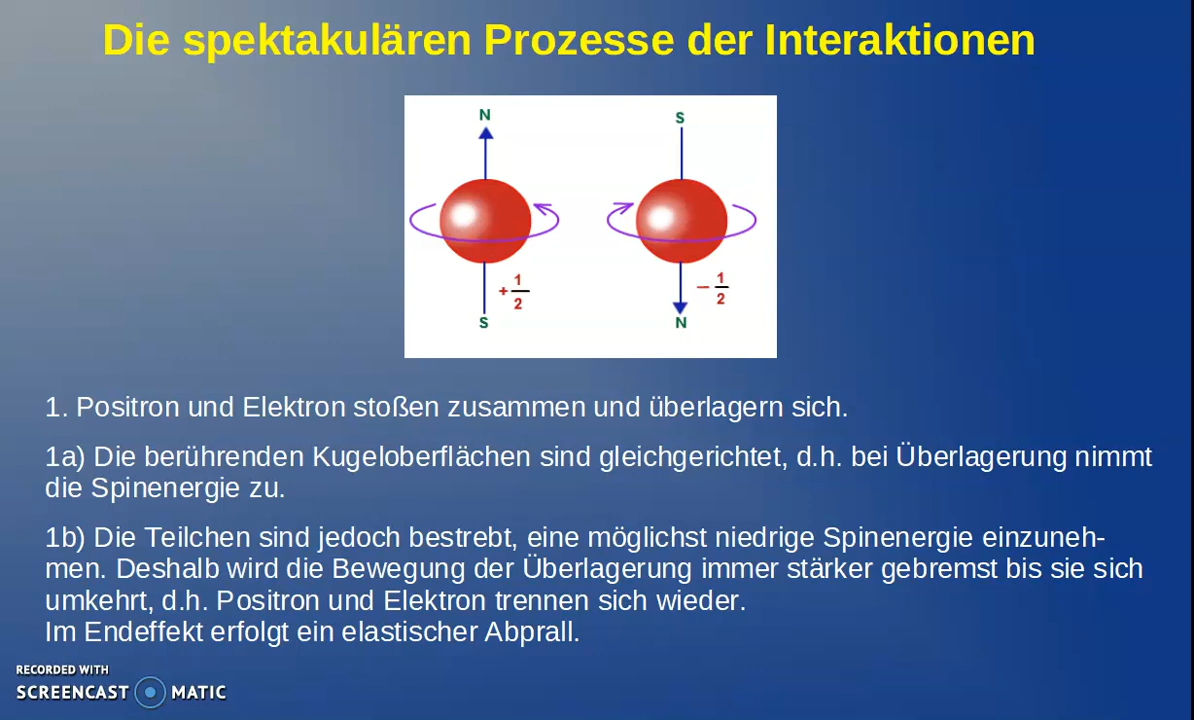 Die spektakulären Prozesse der Interaktionen
N
S
+ 1/2
− 1/2
S
N
1. Positron und Elektron stoßen zusammen und überlagern sich.
1a) Die berührenden Kugeloberflächen sind gleichgerichtet, d.h. bei Überlagerung nimmt
die Spinenergie zu.
1b) Die Teilchen sind jedoch bestrebt, eine möglichst niedrige Spinenergie einzuneh-
men. Deshalb wird die Bewegung der Überlagerung immer stärker gebremst bis sie sich
umkehrt, d.h. Positron und Elektron trennen sich wieder.
Im Endeffekt erfolgt ein elastischer Abprall.
RECORDED WITH
SCREENCAST MATIC